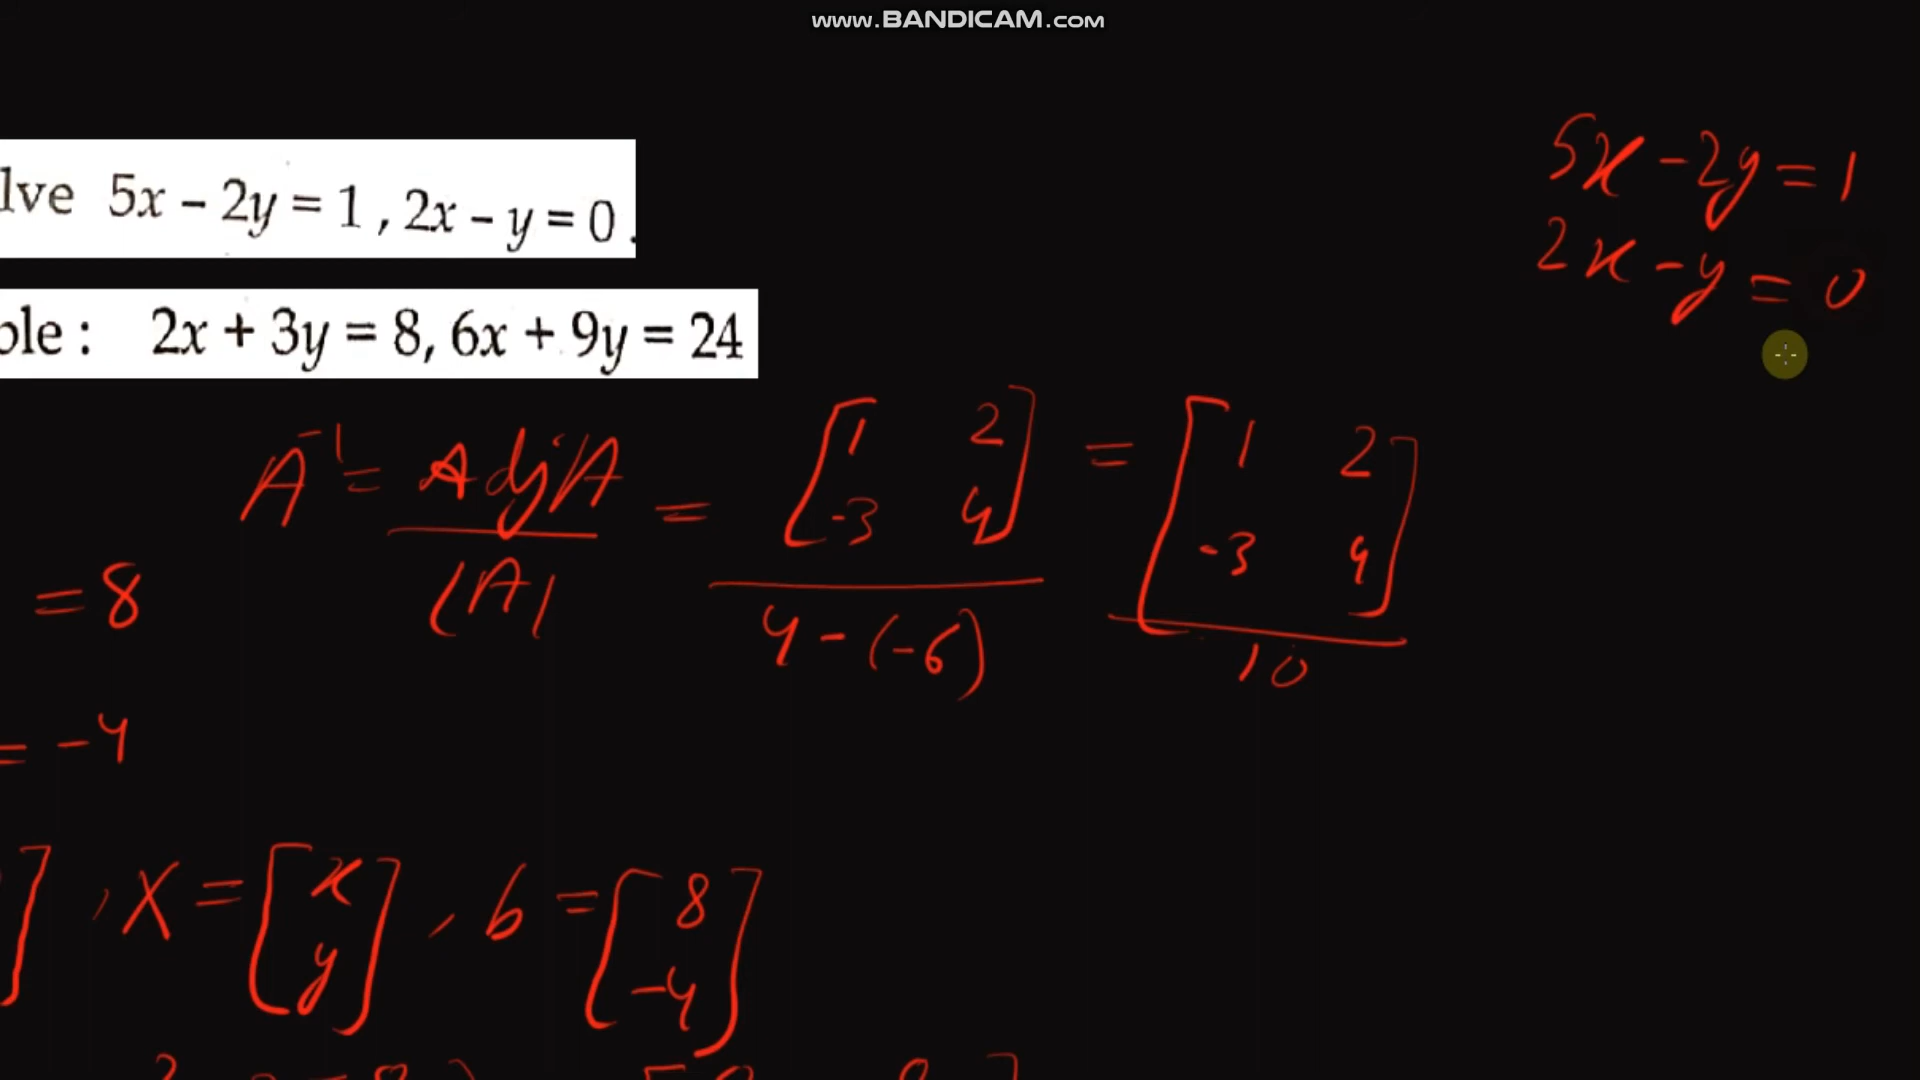 www.BANDICAM.com
5x - 2y = 1
2x - y = 0
lve 5x – 2y = 1 , 2x – y = 0 .
ble : 2x + 3y = 8, 6x + 9y = 24
A⁻¹ = AdjA / |A| = [1 2; -3 4] / 4 - (-6) = [1 2; -3 4] / 10
= 8
= -4
] , X = [x; y] , b = [8; -4]